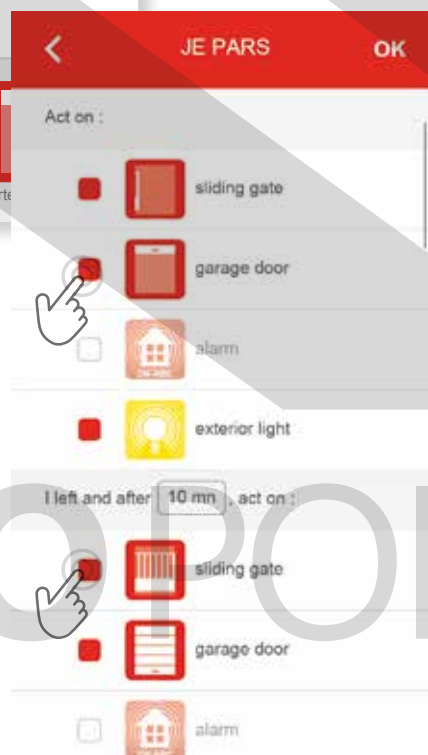 JE PARS OK
Act on :
sliding gate
garage door
alarm
exterior light
I left and after 10 mn , act on :
sliding gate
garage door
alarm